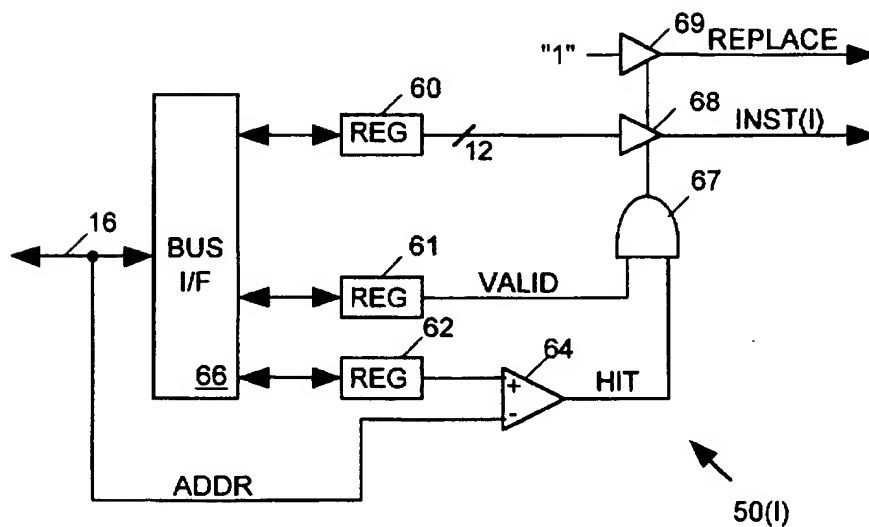 69
"1"
REPLACE
60
68
REG
INST(I)
12
67
16
BUS
I/F
61
REG
VALID
62
64
REG
+
HIT
66
-
ADDR
50(I)